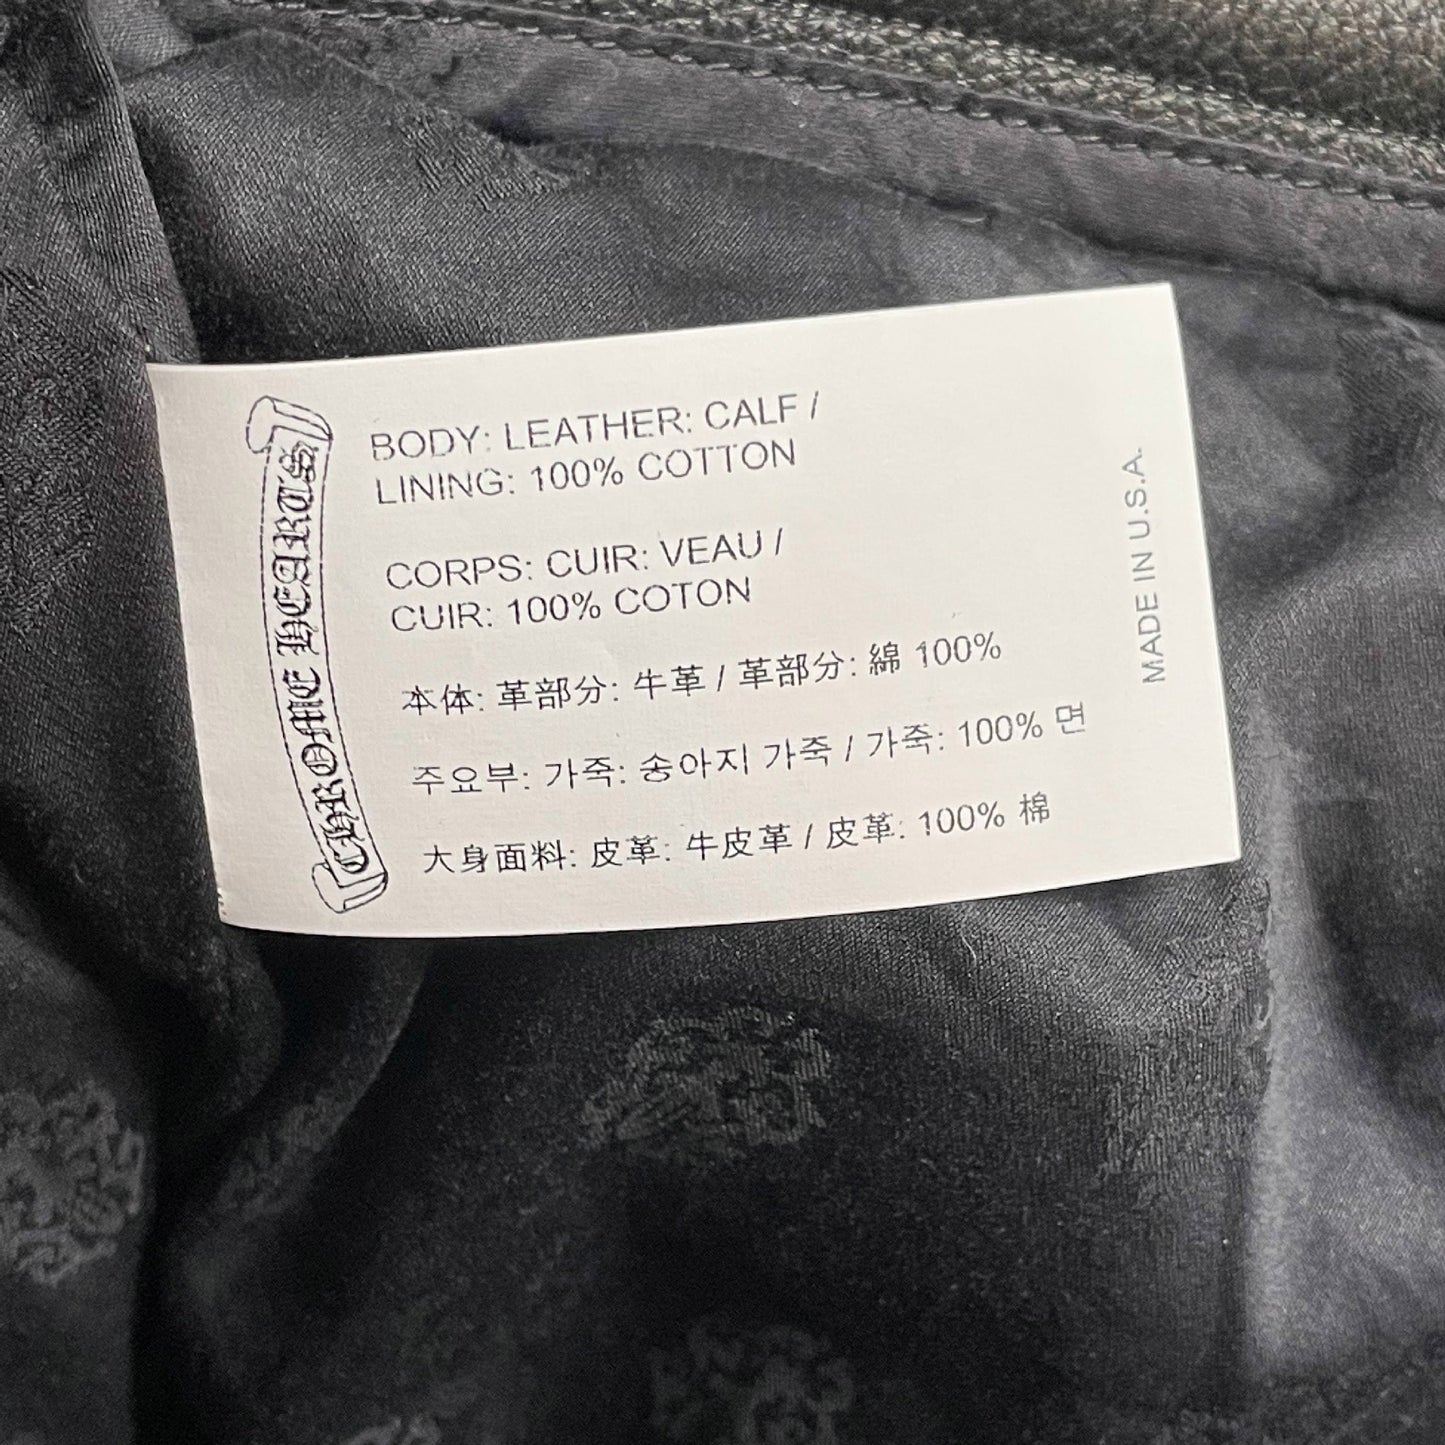 CHROME HEARTS
BODY: LEATHER: CALF /
LINING: 100% COTTON
CORPS: CUIR: VEAU /
CUIR: 100% COTON
本体: 革部分: 牛革 / 革部分: 綿 100%
주요부: 가죽: 송아지 가죽 / 가죽: 100% 면
大身面料: 皮革: 牛皮革 / 皮革: 100% 棉
MADE IN U.S.A.